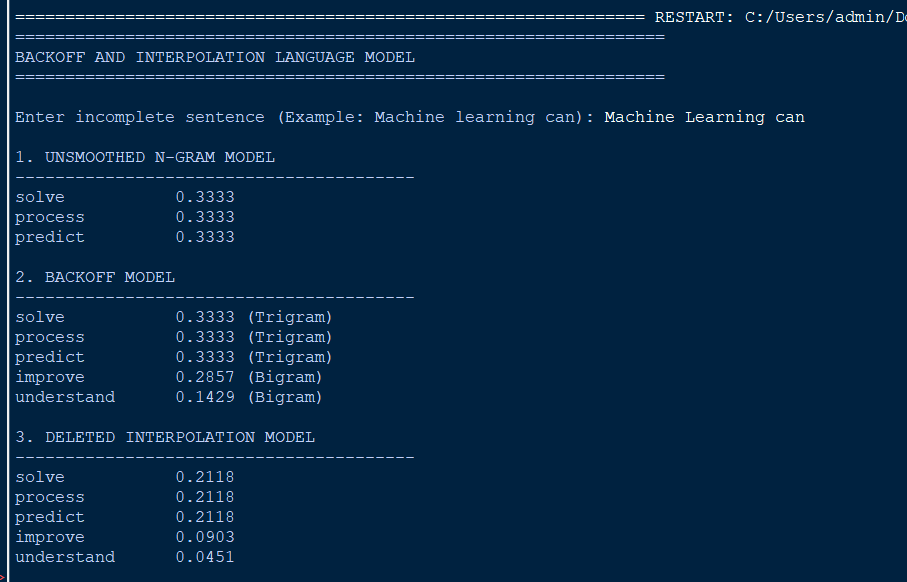 =============================================================== RESTART: C:/Users/admin/Do
=================================================================
BACKOFF AND INTERPOLATION LANGUAGE MODEL
=================================================================
Enter incomplete sentence (Example: Machine learning can): Machine Learning can
1. UNSMOOTHED N-GRAM MODEL
----------------------------------------
solve 0.3333
process 0.3333
predict 0.3333
2. BACKOFF MODEL
----------------------------------------
solve 0.3333 (Trigram)
process 0.3333 (Trigram)
predict 0.3333 (Trigram)
improve 0.2857 (Bigram)
understand 0.1429 (Bigram)
3. DELETED INTERPOLATION MODEL
----------------------------------------
solve 0.2118
process 0.2118
predict 0.2118
improve 0.0903
understand 0.0451
>